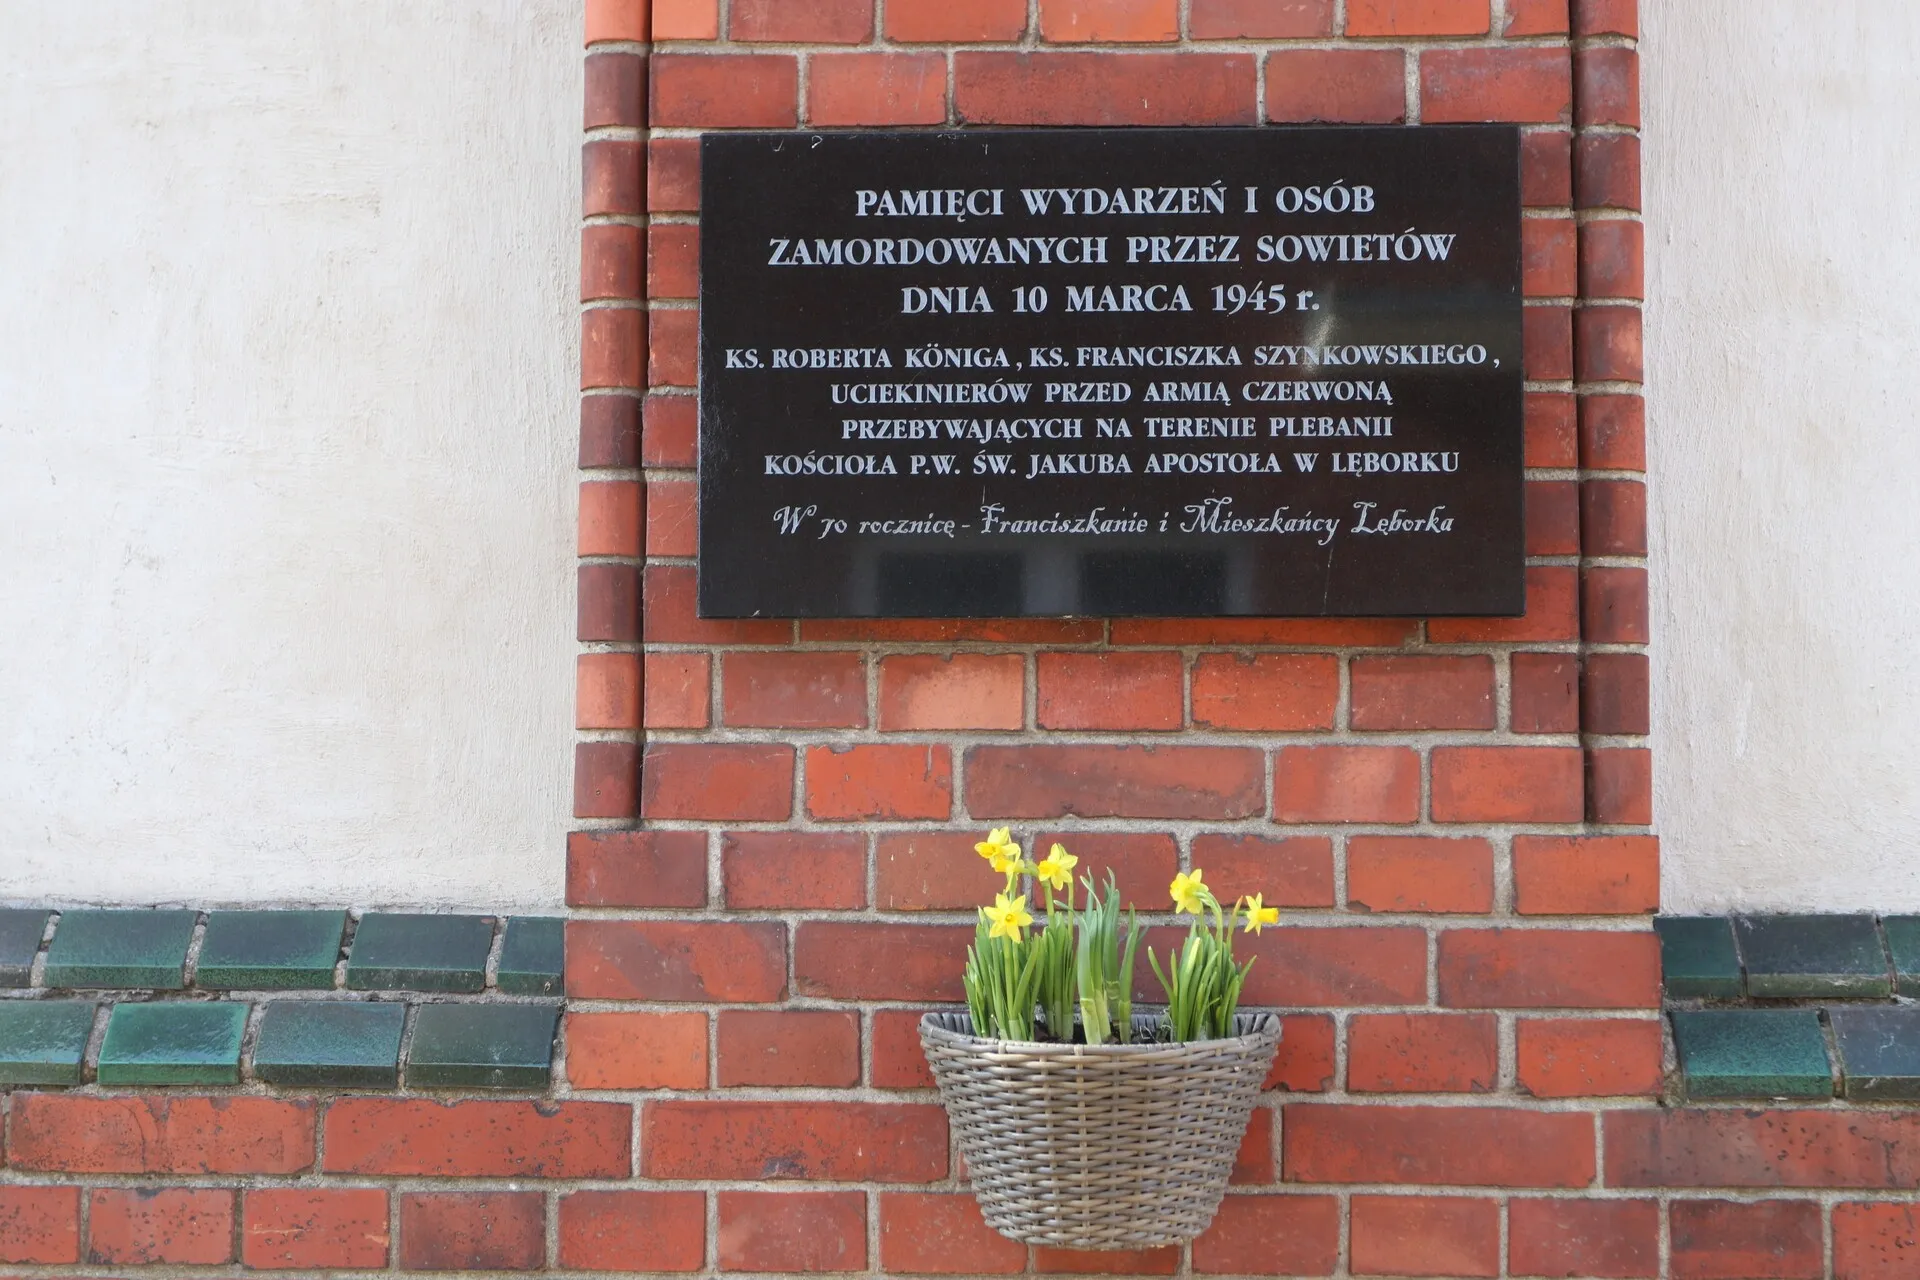 PAMIĘCI WYDARZEŃ I OSÓB
ZAMORDOWANYCH PRZEZ SOWIETÓW
DNIA 10 MARCA 1945 r.
KS. ROBERTA KÖNIGA, KS. FRANCISZKA SZYNKOWSKIEGO,
UCIEKINIERÓW PRZED ARMIĄ CZERWONĄ
PRZEBYWAJĄCYCH NA TERENIE PLEBANII
KOŚCIOŁA P.W. ŚW. JAKUBA APOSTOŁA W LĘBORKU
W 70 rocznicę - Franciszkanie i Mieszkańcy Lęborka